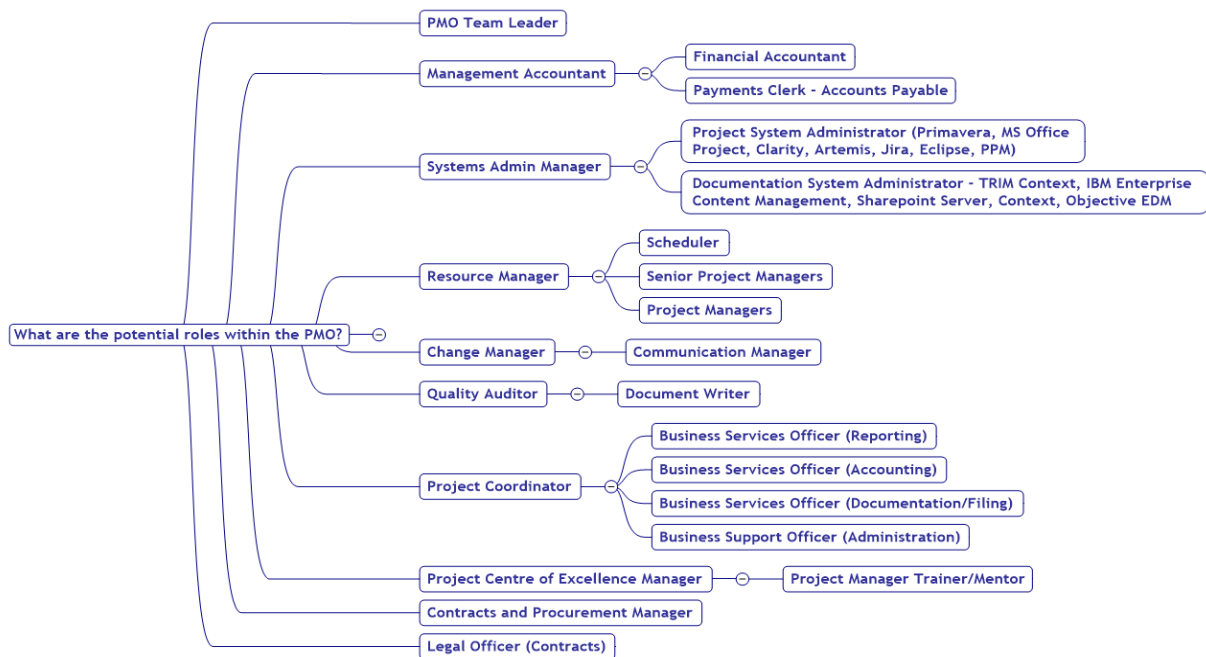 PMO Team Leader
Management Accountant
Financial Accountant
Payments Clerk - Accounts Payable
Systems Admin Manager
Project System Administrator (Primavera, MS Office
Project, Clarity, Artemis, Jira, Eclipse, PPM)
Documentation System Administrator - TRIM Context, IBM Enterprise
Content Management, Sharepoint Server, Context, Objective EDM
Resource Manager
Scheduler
Senior Project Managers
Project Managers
What are the potential roles within the PMO?
Change Manager
Communication Manager
Quality Auditor
Document Writer
Project Coordinator
Business Services Officer (Reporting)
Business Services Officer (Accounting)
Business Services Officer (Documentation/Filing)
Business Support Officer (Administration)
Project Centre of Excellence Manager
Project Manager Trainer/Mentor
Contracts and Procurement Manager
Legal Officer (Contracts)